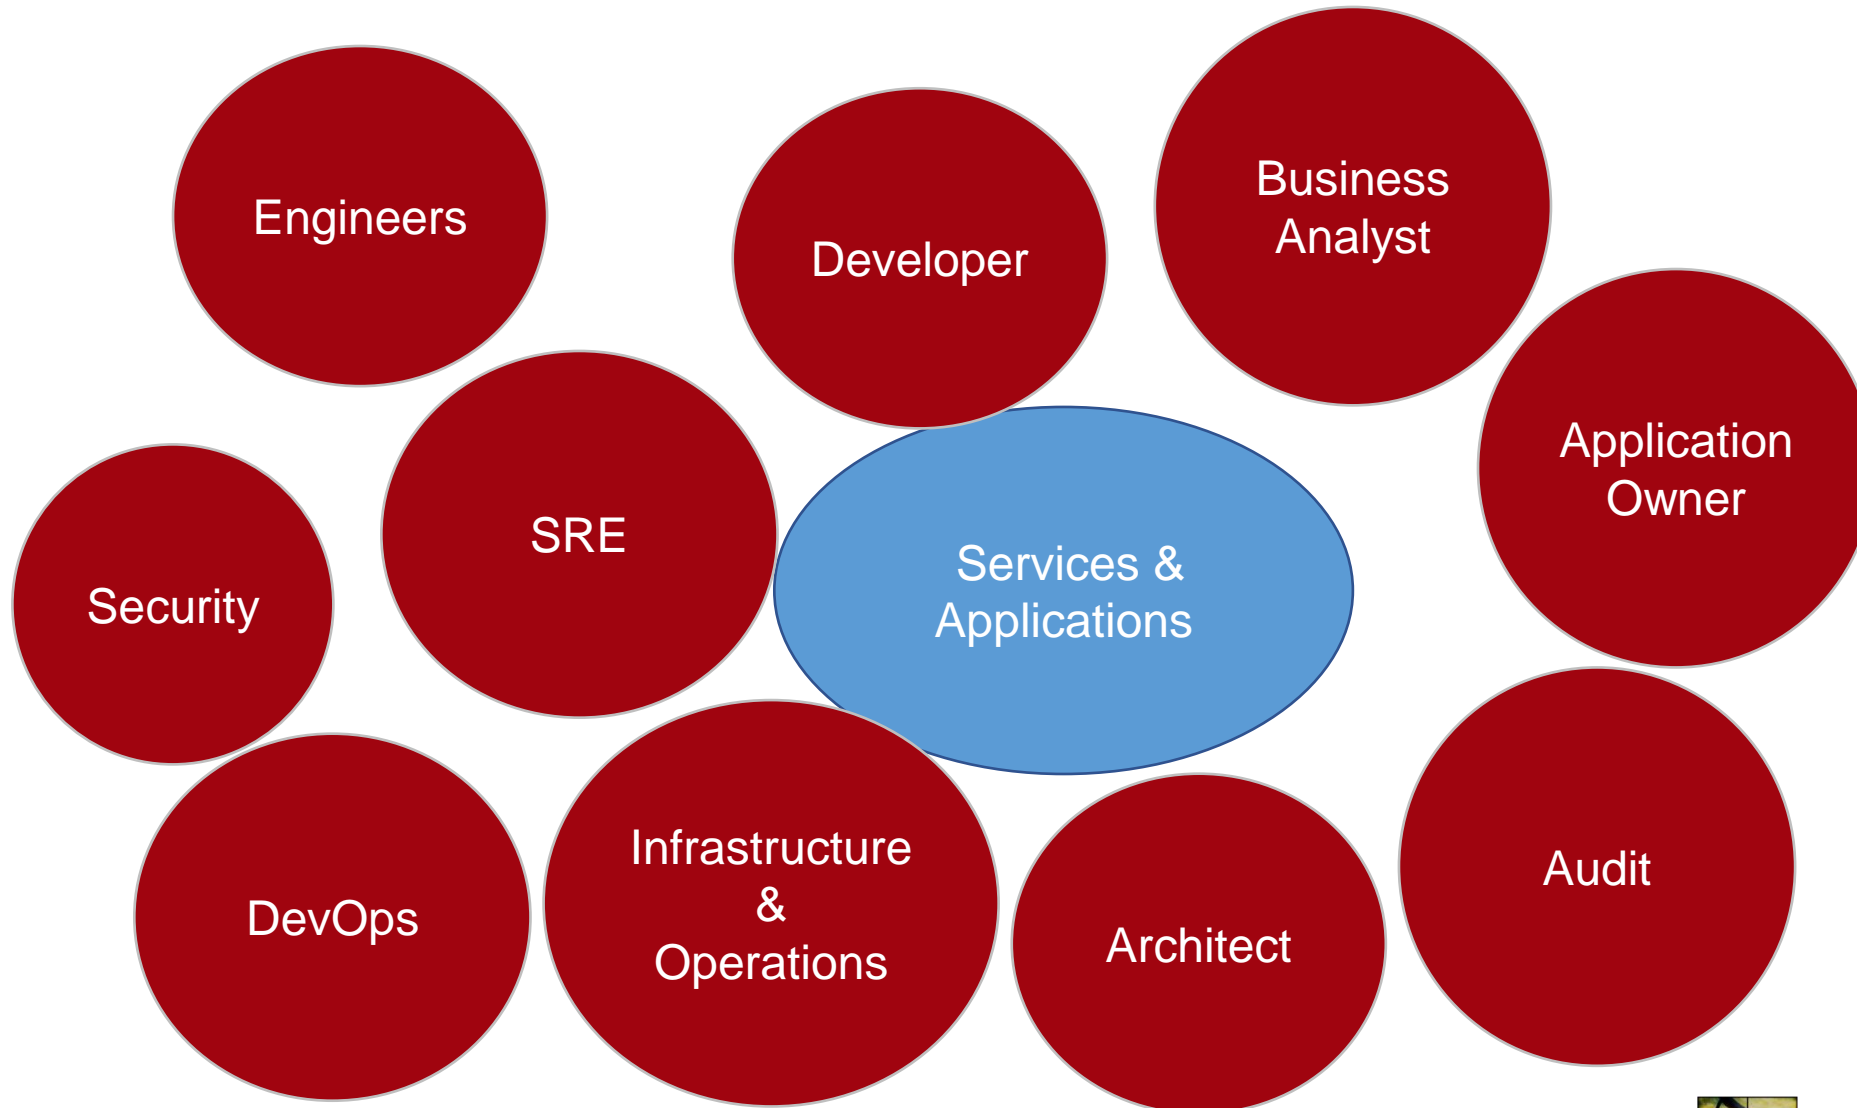 Engineers
Developer
Business
Analyst
Application
Owner
SRE
Services &
Applications
Security
Infrastructure
&
Operations
DevOps
Architect
Audit